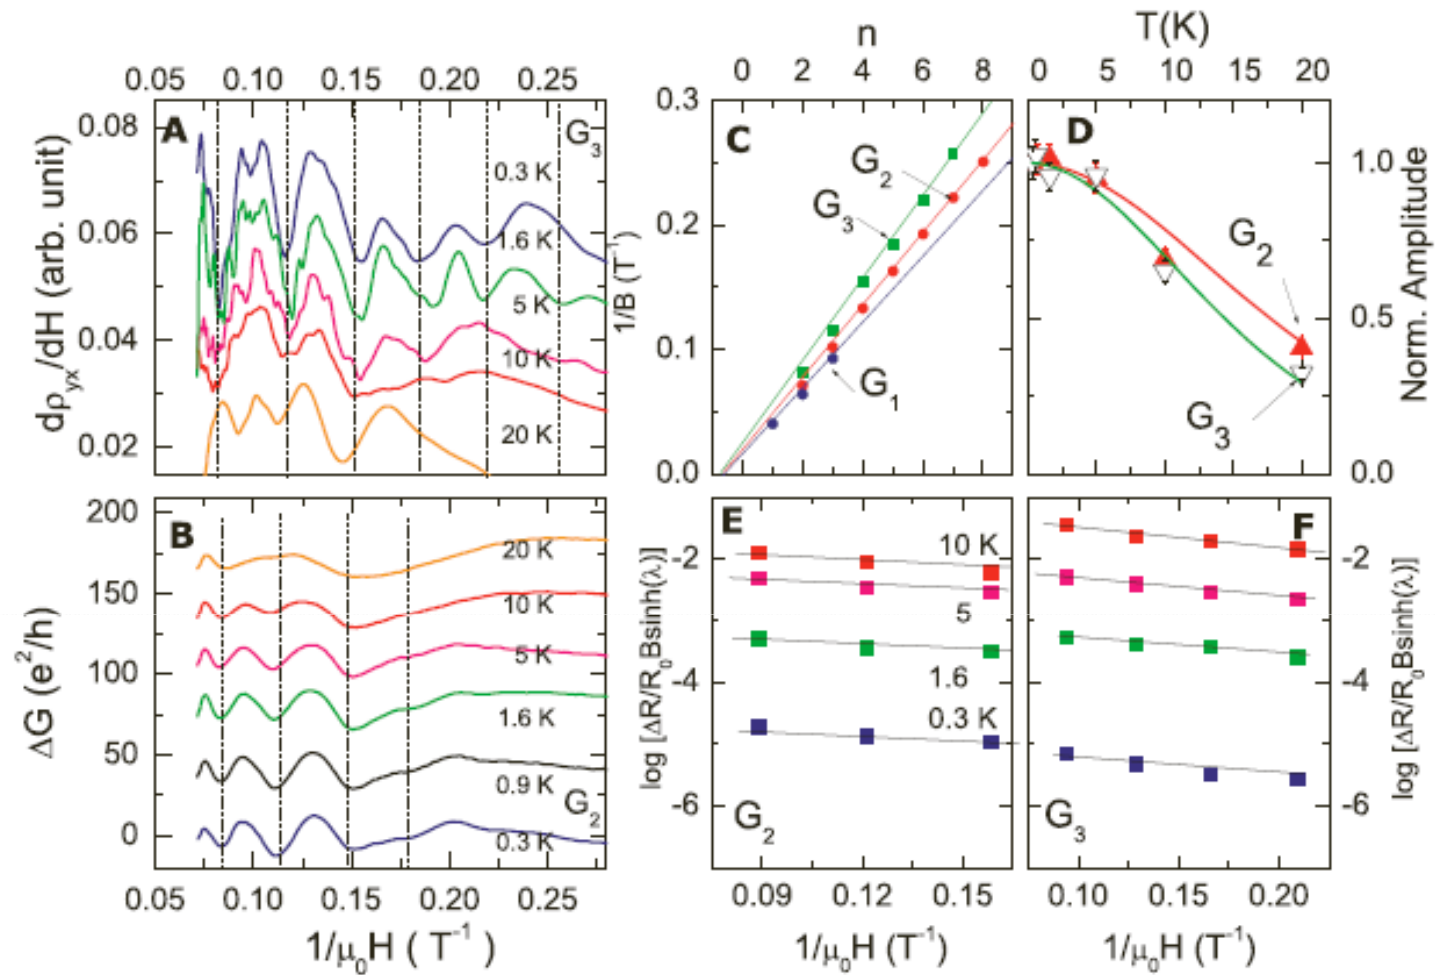 n
T(K)
0.05 0.10 0.15 0.20 0.25
0 2 4 6 8
0 5 10 15 20
A
G3
0.08
0.06
0.04
0.02
dρyx/dH (arb. unit)
0.3 K
1.6 K
5 K
10 K
20 K
C
0.3
0.2
0.1
0.0
1/B (T-1)
G2
G3
G1
D
1.0
0.5
0.0
Norm. Amplitude
G2
G3
B
200
150
100
50
0
ΔG (e2/h)
20 K
10 K
5 K
1.6 K
0.9 K
0.3 K
G2
0.05 0.10 0.15 0.20 0.25
1/μ0H ( T-1)
E
-2
-4
-6
log [ΔR/R0Bsinh(λ)]
10 K
5
1.6
0.3 K
G2
0.09 0.12 0.15
1/μ0H (T-1)
F
-2
-4
-6
log [ΔR/R0Bsinh(λ)]
G3
0.10 0.15 0.20
1/μ0H (T-1)